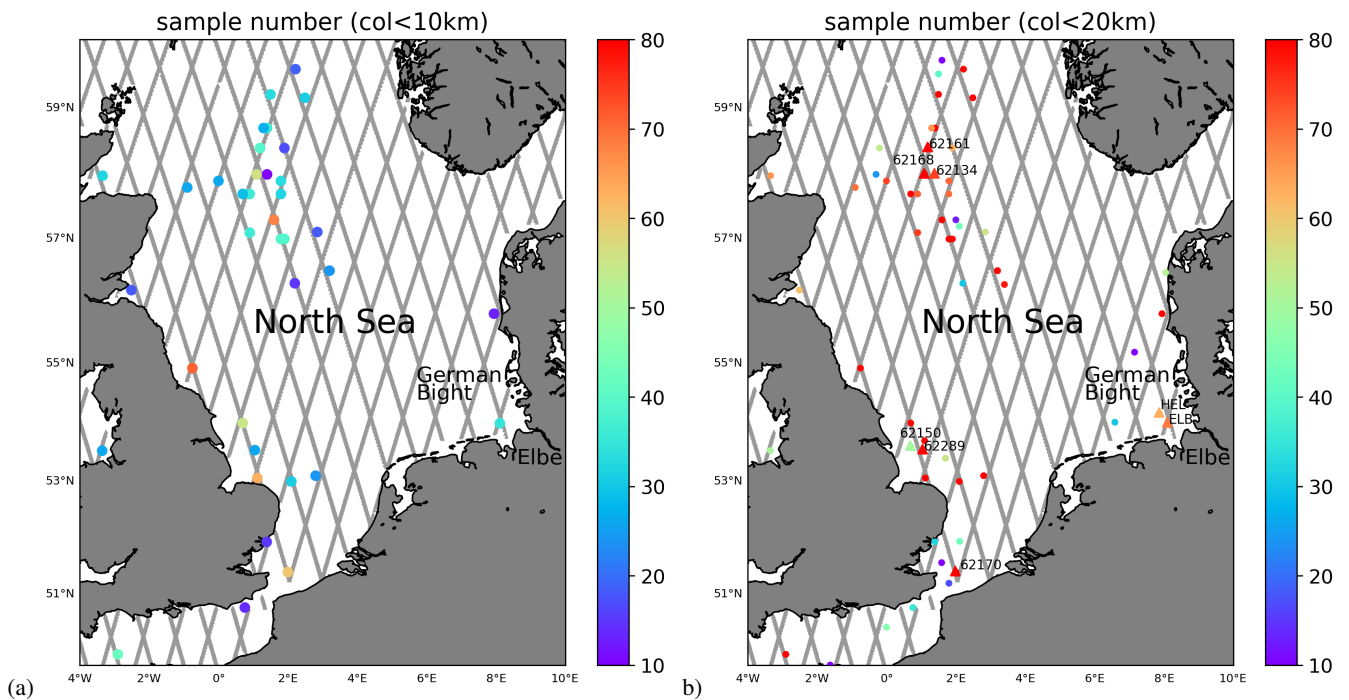 sample number (col<10km)
59°N
57°N
55°N
53°N
51°N
4°W
2°W
0°
2°E
4°E
6°E
8°E
10°E
North Sea
German
Bight
Elbe
80
70
60
50
40
30
20
10
(a)
sample number (col<20km)
59°N
57°N
55°N
53°N
51°N
4°W
2°W
0°
2°E
4°E
6°E
8°E
10°E
62161
62168
62134
North Sea
German
Bight
HEL
ELB
62150
62289
Elbe
62170
80
70
60
50
40
30
20
10
b)